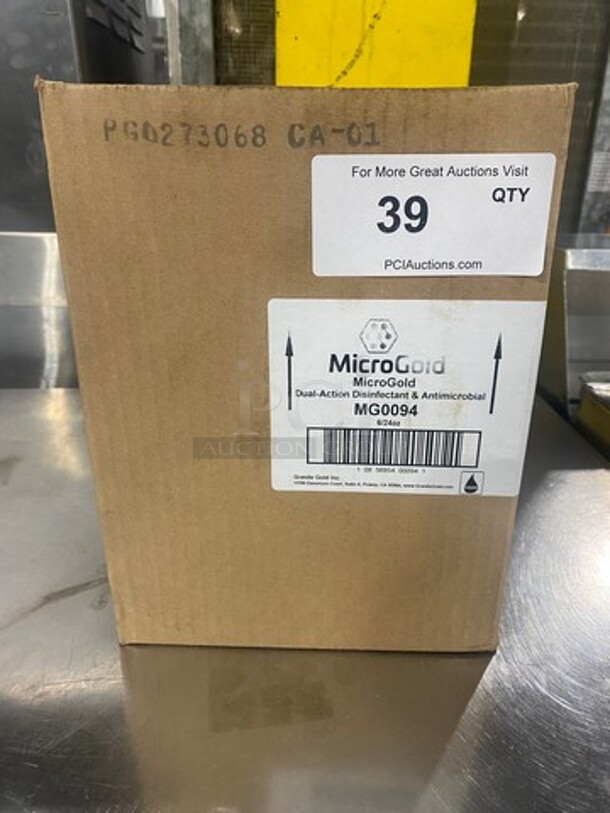 PG0273068 CA-01
For More Great Auctions Visit
39
QTY
PCIAuctions.com
MicroGold
MicroGold
Dual-Action Disinfectant & Antimicrobial
MG0094
6/24oz
Granite Gold Inc.